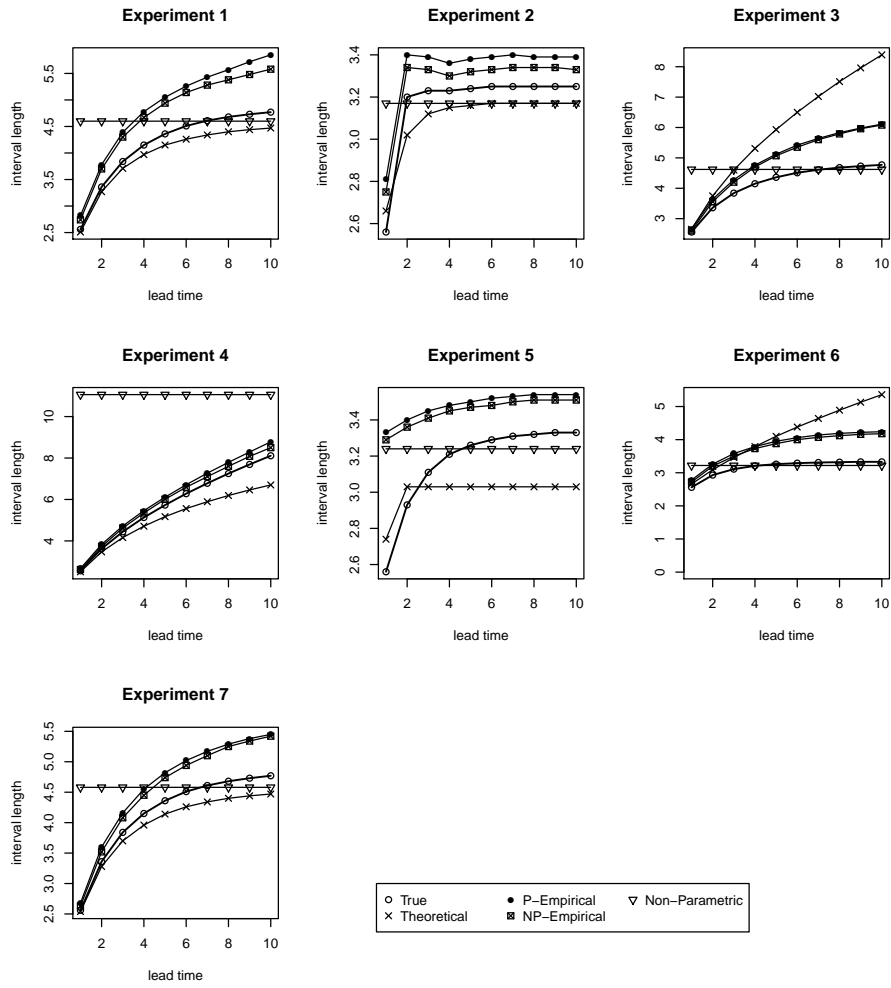 Experiment 1
interval length
2.5 3.5 4.5 5.5
2 4 6 8 10
lead time
Experiment 2
interval length
2.6 2.8 3.0 3.2 3.4
2 4 6 8 10
lead time
Experiment 3
interval length
3 4 5 6 7 8
2 4 6 8 10
lead time
Experiment 4
interval length
4 6 8 10
2 4 6 8 10
lead time
Experiment 5
interval length
2.6 2.8 3.0 3.2 3.4
2 4 6 8 10
lead time
Experiment 6
interval length
0 1 2 3 4 5
2 4 6 8 10
lead time
Experiment 7
interval length
2.5 3.0 3.5 4.0 4.5 5.0 5.5
2 4 6 8 10
lead time
True P−Empirical Non−Parametric
Theoretical NP−Empirical